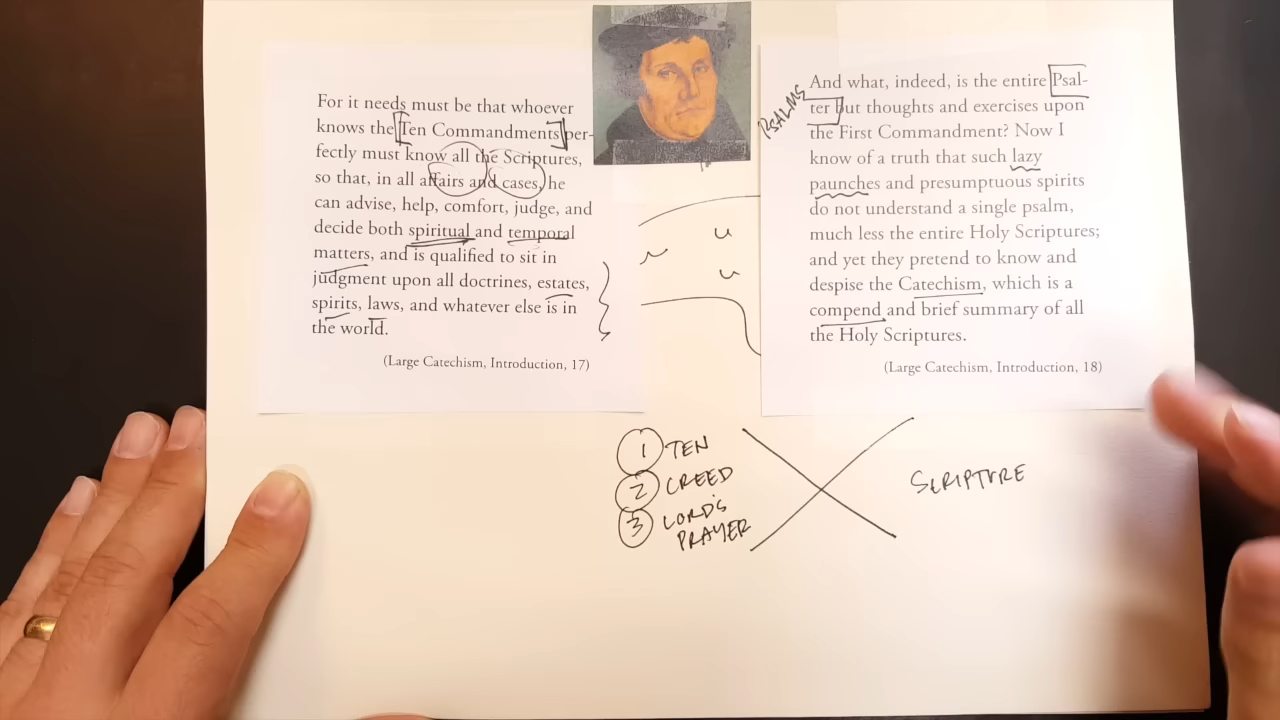 For it needs must be that whoever
knows the Ten Commandments per-
fectly must know all the Scriptures,
so that, in all affairs and cases, he
can advise, help, comfort, judge, and
decide both spiritual and temporal
matters, and is qualified to sit in
judgment upon all doctrines, estates,
spirits, laws, and whatever else is in
the world.
(Large Catechism, Introduction, 17)
PSALMS
And what, indeed, is the entire Psal-
ter but thoughts and exercises upon
the First Commandment? Now I
know of a truth that such lazy
paunches and presumptuous spirits
do not understand a single psalm,
much less the entire Holy Scriptures;
and yet they pretend to know and
despise the Catechism, which is a
compend and brief summary of all
the Holy Scriptures.
(Large Catechism, Introduction, 18)
1 TEN
2 CREED
3 LORD'S
PRAYER
SCRIPTURE